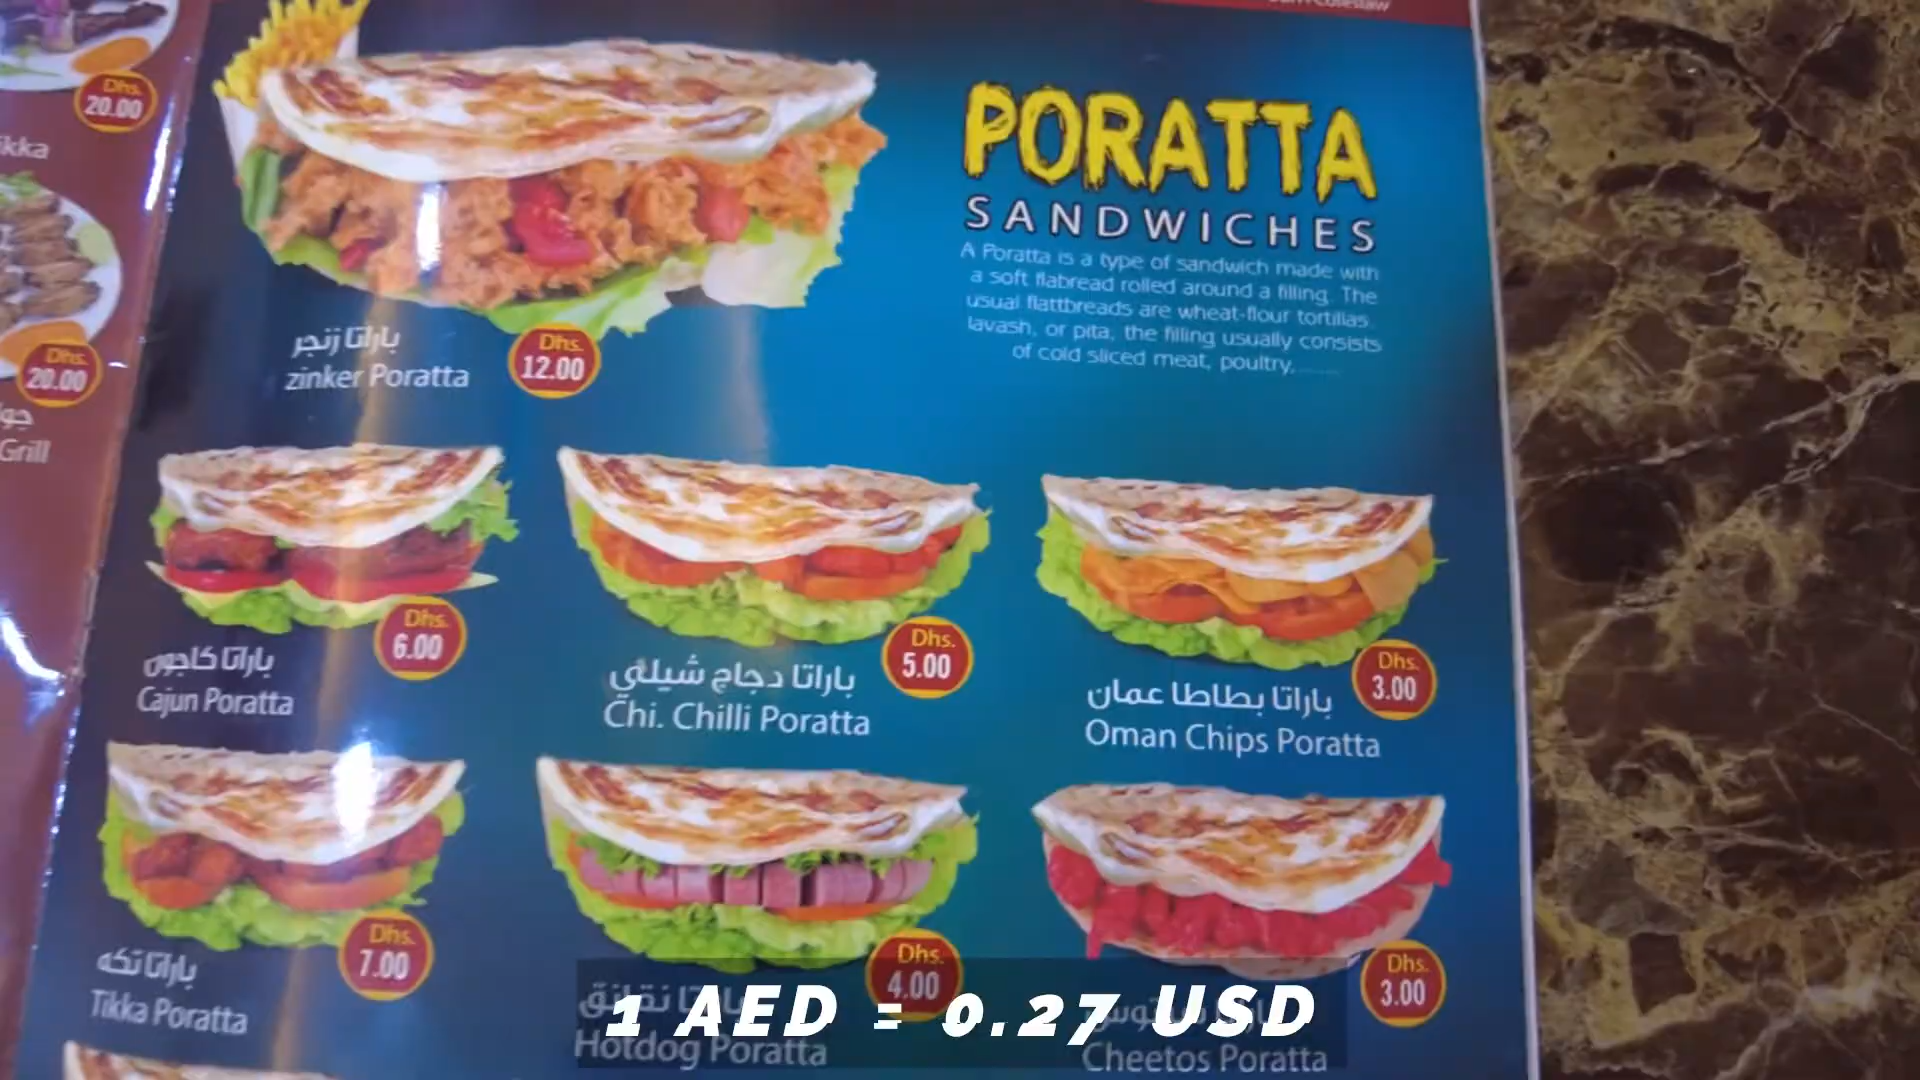 Dhs.
20.00
ikka
Dhs.
20.00
جوا
Grill
PORATTA
SANDWICHES
A Poratta is a type of sandwich made with
a soft flabread rolled around a filling. The
usual flattbreads are wheat-flour tortillas.
lavash, or pita, the filling usually consists
of cold sliced meat, poultry,
باراتا زنجر
zinker Poratta
Dhs.
12.00
باراتا كاجون
Cajun Poratta
Dhs.
6.00
باراتا دجاج شيلي
Chi. Chilli Poratta
Dhs.
5.00
باراتا بطاطا عمان
Oman Chips Poratta
Dhs.
3.00
باراتا تكه
Tikka Poratta
Dhs.
7.00
نقانق
Hotdog Poratta
Dhs.
4.00
Cheetos Poratta
Dhs.
3.00
1 AED = 0.27 USD